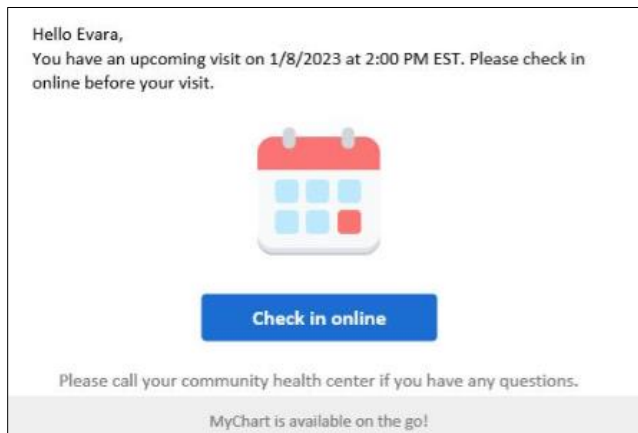 Hello Evara,
You have an upcoming visit on 1/8/2023 at 2:00 PM EST. Please check in
online before your visit.
Check in online
Please call your community health center if you have any questions.
MyChart is available on the go!